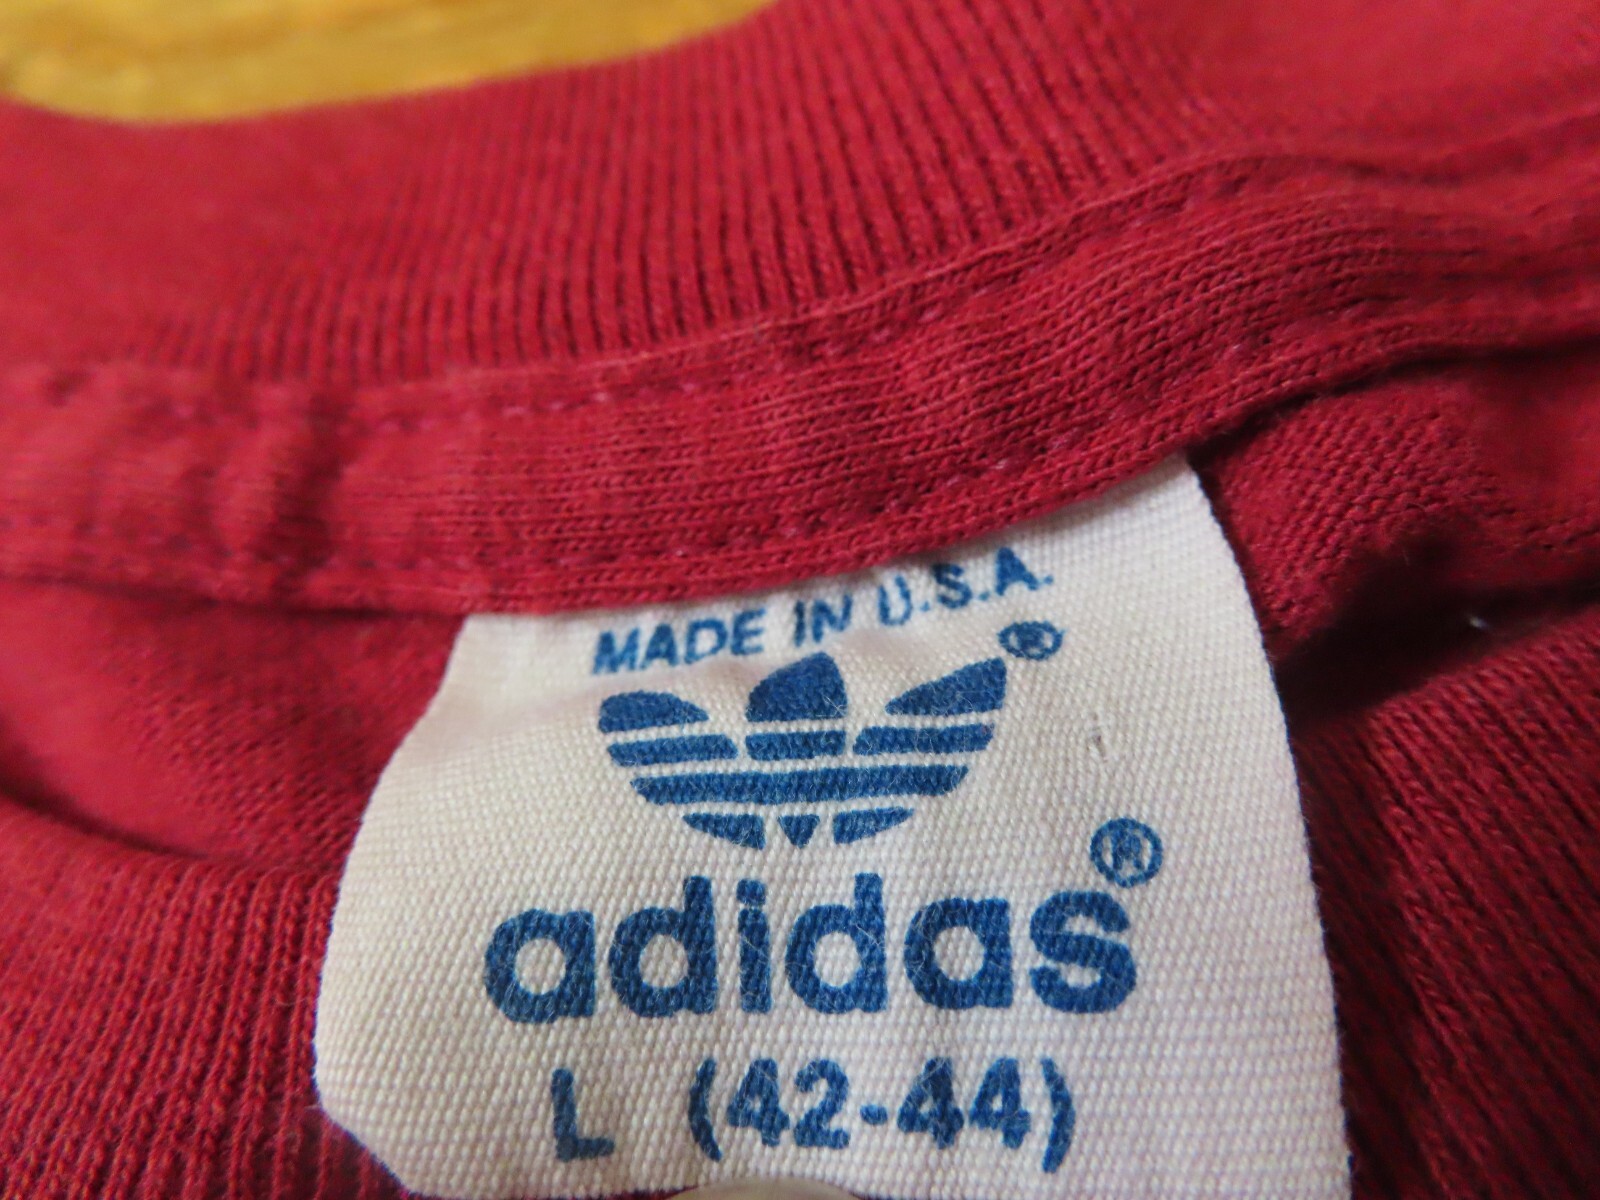 MADE IN U.S.A.
®
adidas®
L (42-44)